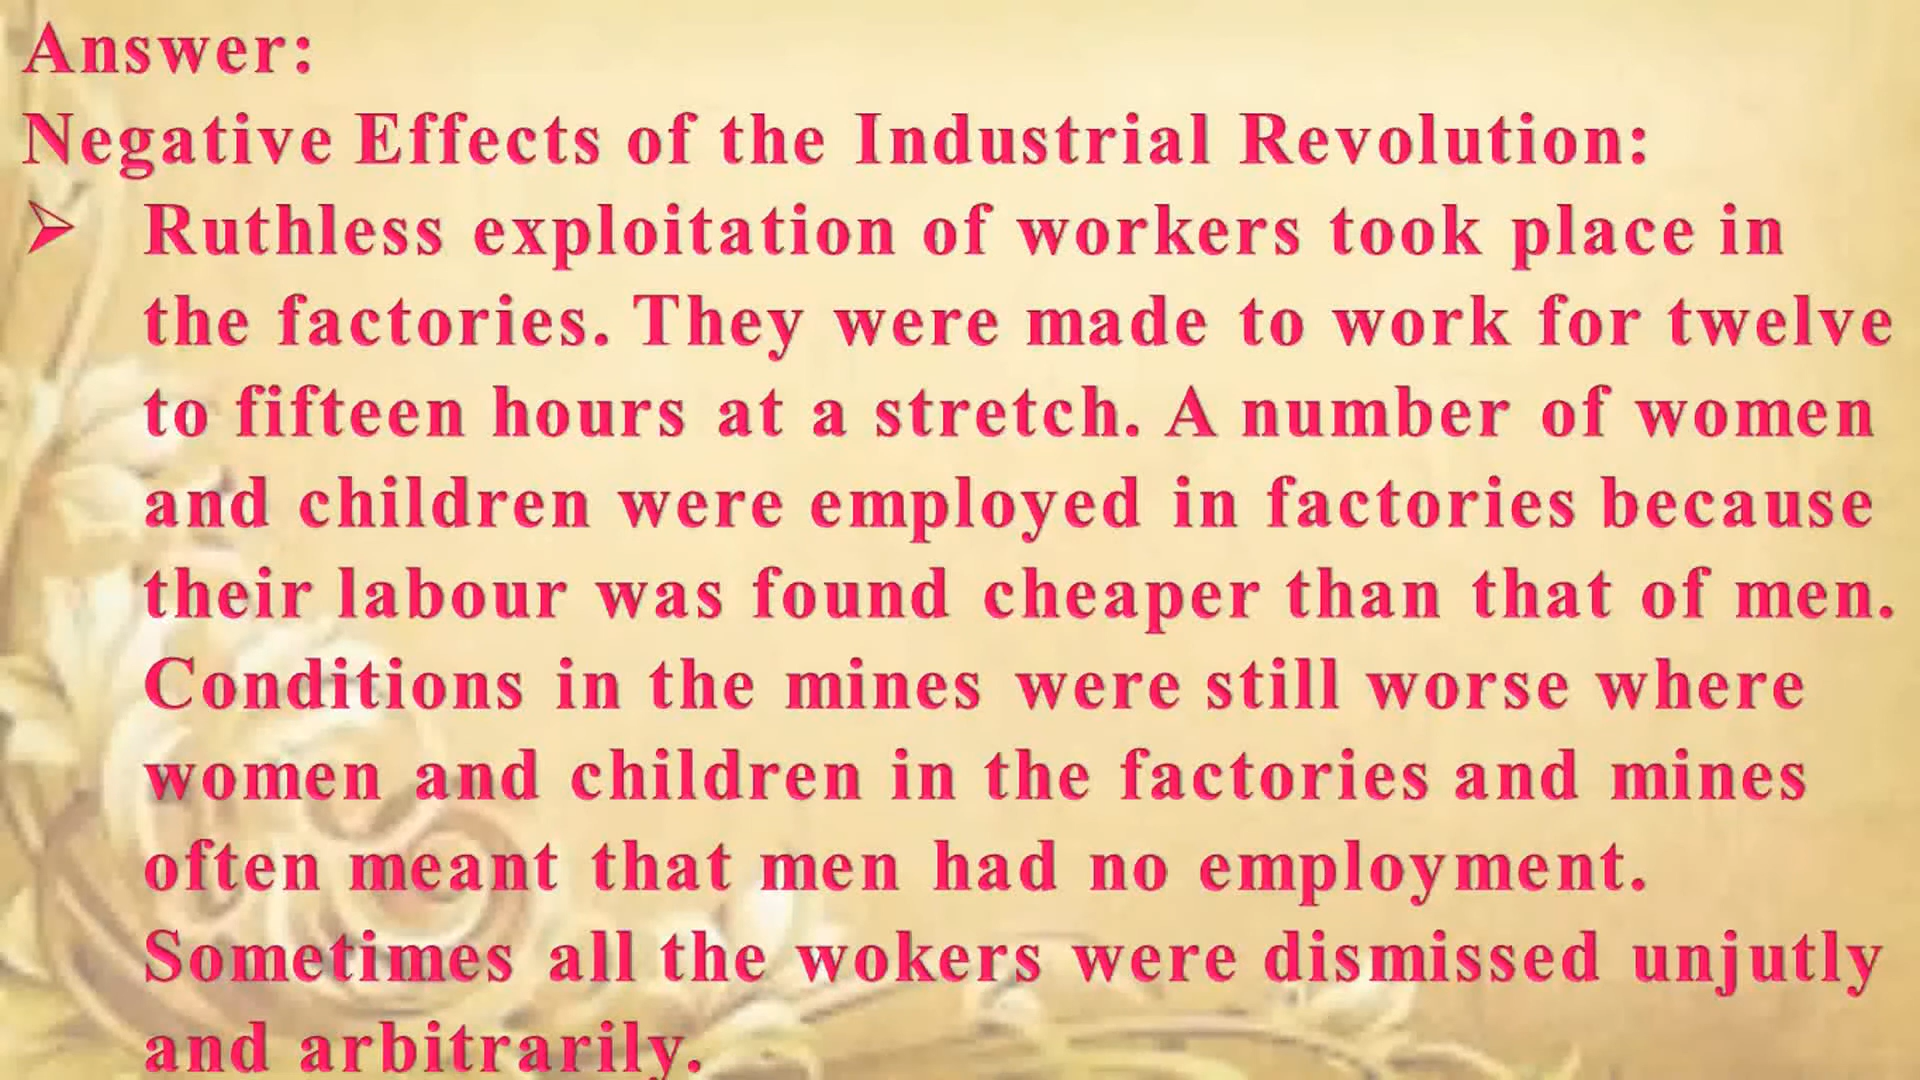 Answer:
Negative Effects of the Industrial Revolution:
➢ Ruthless exploitation of workers took place in
the factories. They were made to work for twelve
to fifteen hours at a stretch. A number of women
and children were employed in factories because
their labour was found cheaper than that of men.
Conditions in the mines were still worse where
women and children in the factories and mines
often meant that men had no employment.
Sometimes all the wokers were dismissed unjutly
and arbitrarily.